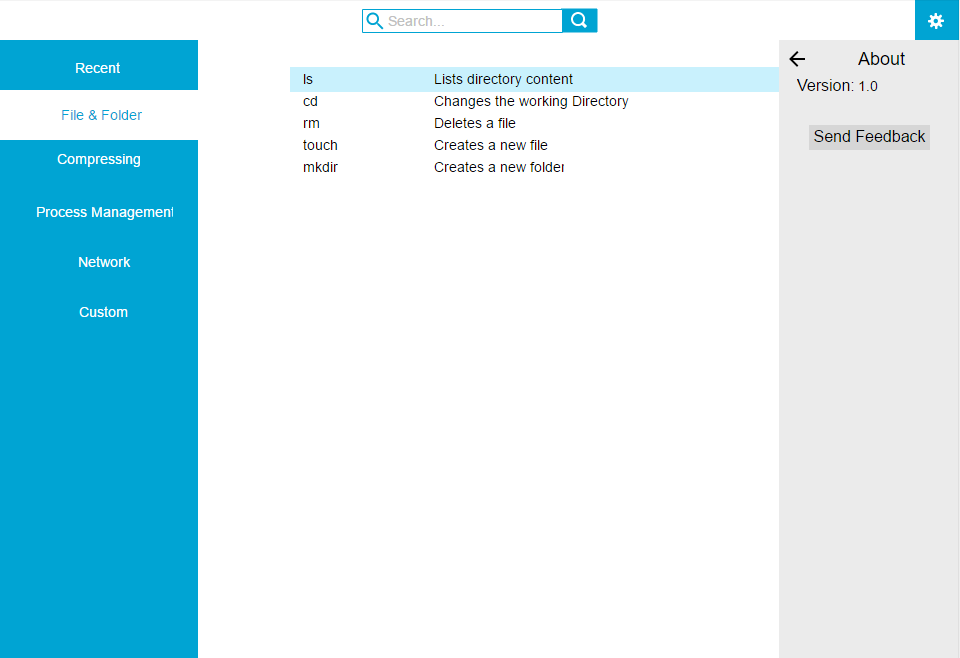 Search...
Recent
File & Folder
Compressing
Process Management
Network
Custom
ls Lists directory content
cd Changes the working Directory
rm Deletes a file
touch Creates a new file
mkdir Creates a new folder
About
Version: 1.0
Send Feedback